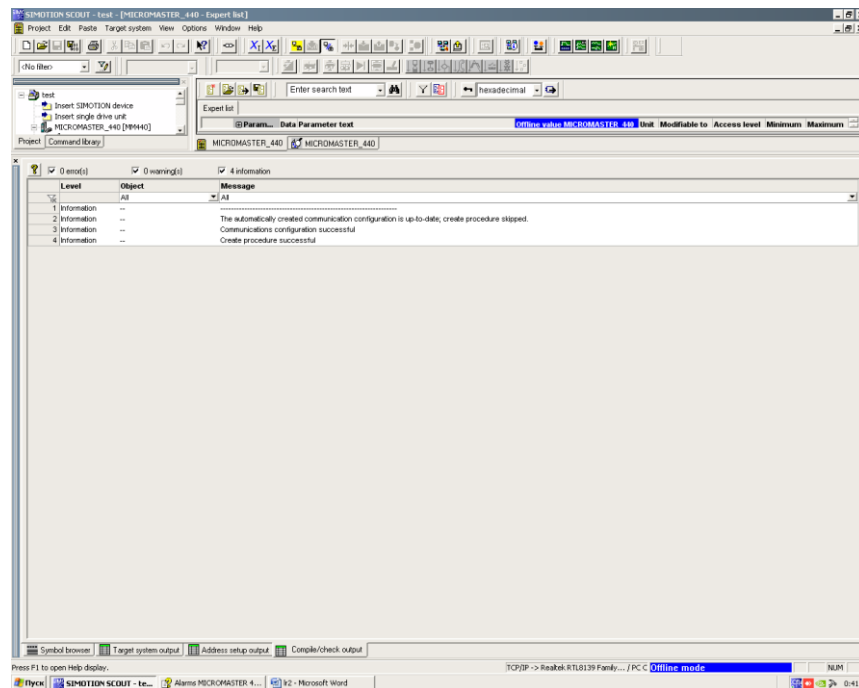 SIMOTION SCOUT - test - [MICROMASTER_440 - Expert list]
Project Edit Paste Target system View Options Window Help
<No filter>
test
Insert SIMOTION device
Insert single drive unit
MICROMASTER_440 [MM440]
Project Command library
Enter search text hexadecimal
Expert list
Param... Data Parameter text Offline value MICROMASTER_440 Unit Modifiable to Access level Minimum Maximum
MICROMASTER_440 MICROMASTER_440
0 error(s) 0 warning(s) 4 information
Level Object Message
All All
1 Information -- ----------------------------------------------------------------
2 Information -- The automatically created communication configuration is up-to-date; create procedure skipped.
3 Information -- Communications configuration successful
4 Information -- Create procedure successful
Symbol browser Target system output Address setup output Compile/check output
Press F1 to open Help display. TCP/IP -> Realtek RTL8139 Family... / PC C Offline mode NUM
Пуск SIMOTION SCOUT - te... Alarms MICROMASTER 4... lr2 - Microsoft Word 0:41